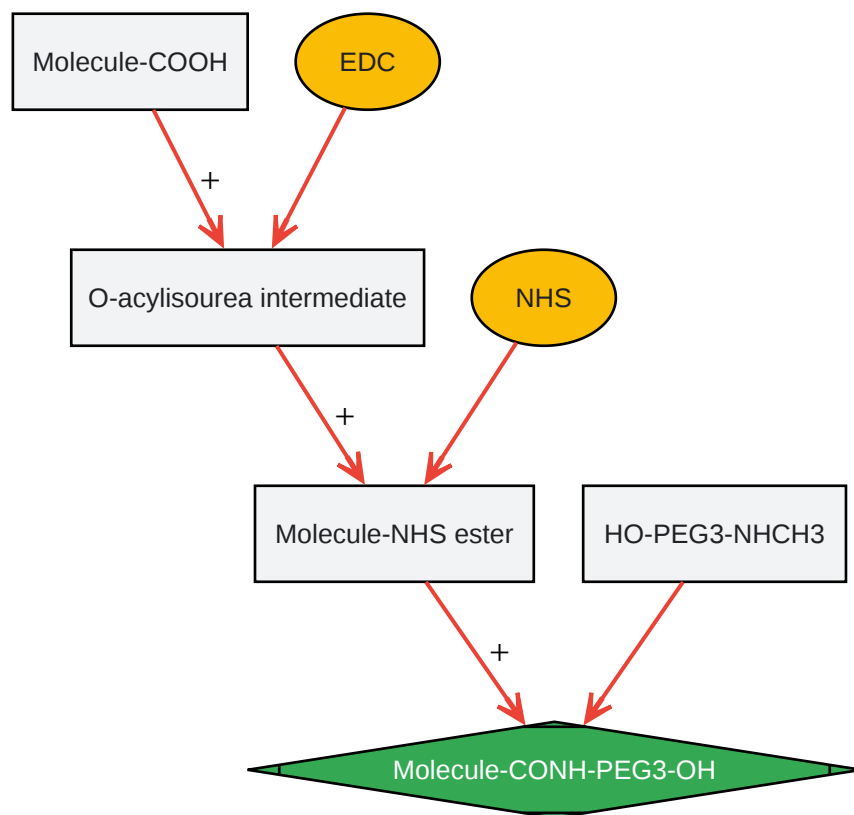 Molecule-COOH
EDC
+
O-acylisourea intermediate
NHS
+
Molecule-NHS ester
HO-PEG3-NHCH3
+
Molecule-CONH-PEG3-OH